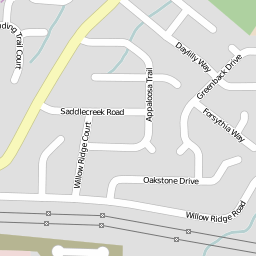 Trail Court
Daylilly Way
Greenback Drive
Appaloosa Trail
Saddlecreek Road
Forsythia Way
Willow Ridge Court
Oakstone Drive
Willow Ridge Road